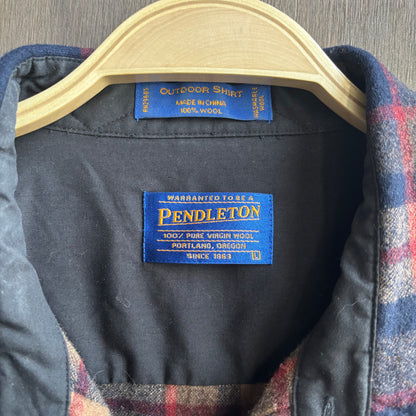 OUTDOOR SHIRT
MADE IN CHINA
100% WOOL
RN29685
WARRANTED TO BE A
PENDLETON
100% PURE VIRGIN WOOL
PORTLAND, OREGON
SINCE 1863 L